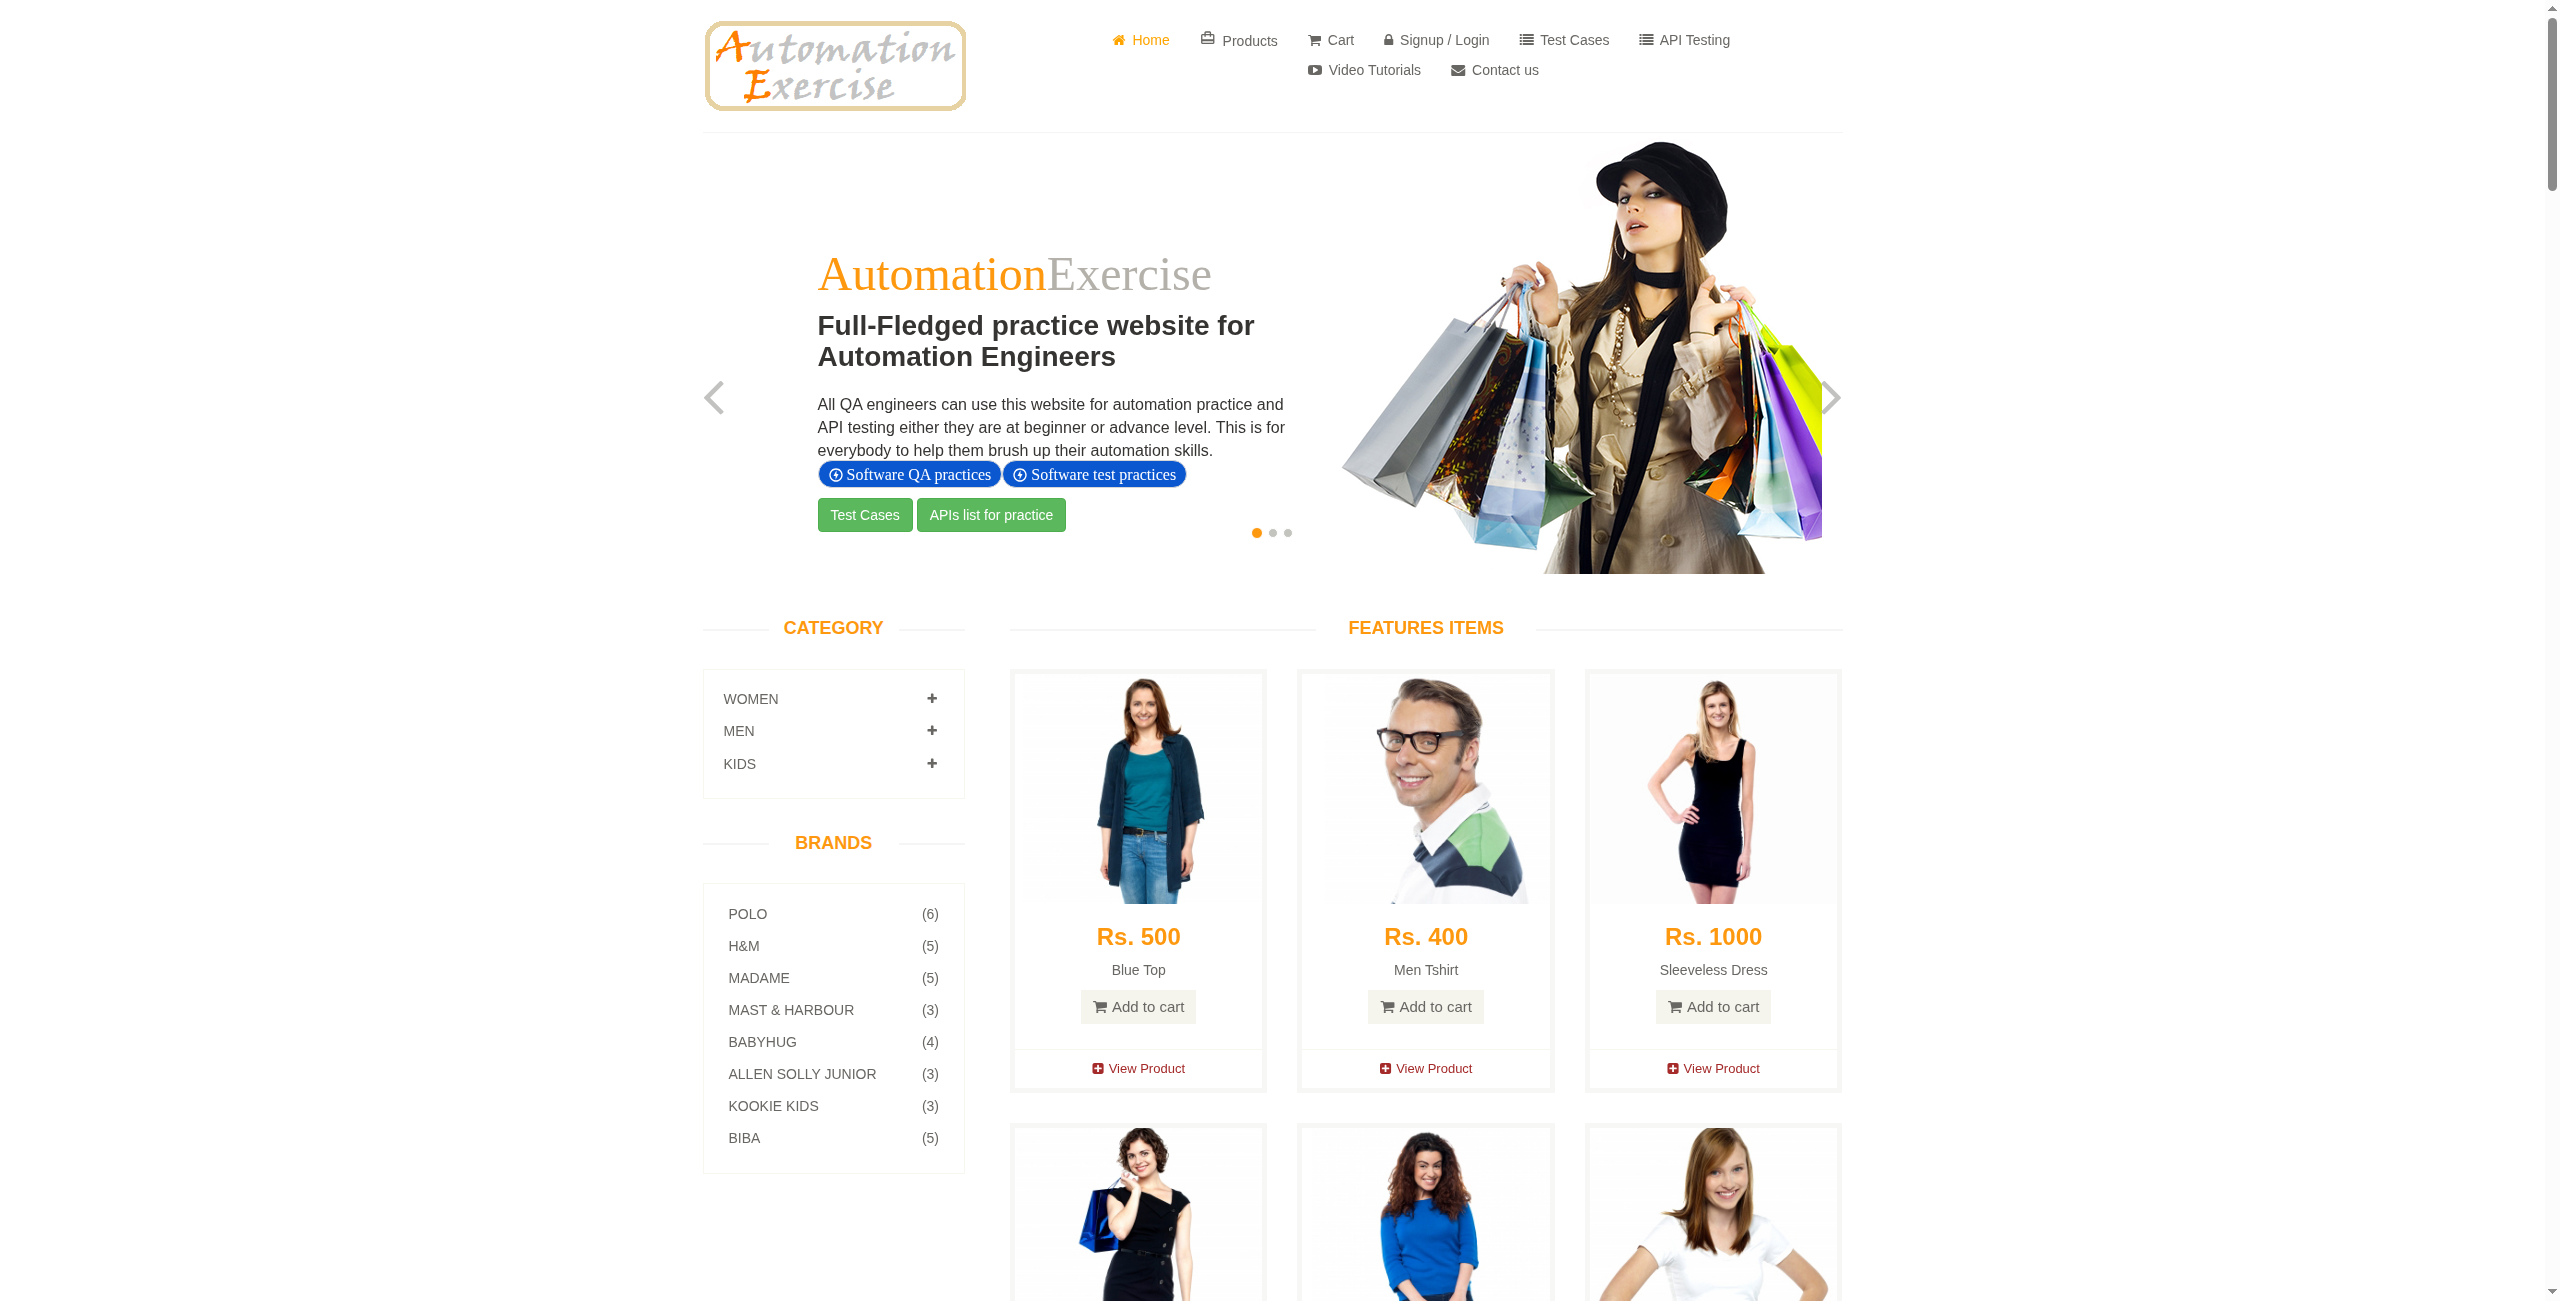 Automation
Exercise
Home
Products
Cart
Signup / Login
Test Cases
API Testing
Video Tutorials
Contact us
AutomationExercise
Full-Fledged practice website for
Automation Engineers
All QA engineers can use this website for automation practice and
API testing either they are at beginner or advance level. This is for
everybody to help them brush up their automation skills.
Software QA practices
Software test practices
Test Cases
APIs list for practice
CATEGORY
WOMEN
MEN
KIDS
BRANDS
POLO (6)
H&M (5)
MADAME (5)
MAST & HARBOUR (3)
BABYHUG (4)
ALLEN SOLLY JUNIOR (3)
KOOKIE KIDS (3)
BIBA (5)
FEATURES ITEMS
Rs. 500
Blue Top
Add to cart
View Product
Rs. 400
Men Tshirt
Add to cart
View Product
Rs. 1000
Sleeveless Dress
Add to cart
View Product